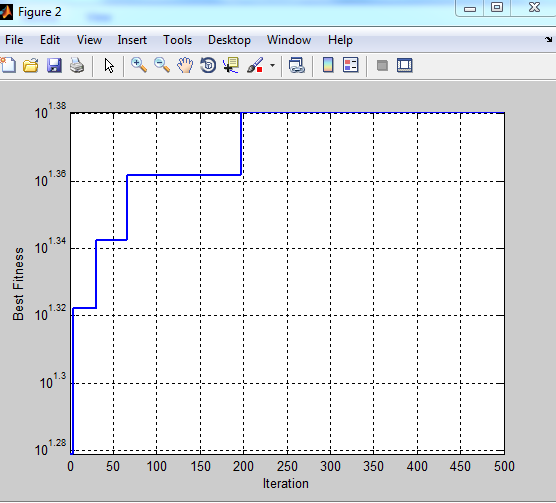 Figure 2
File Edit View Insert Tools Desktop Window Help
10^1.38
10^1.36
10^1.34
10^1.32
10^1.3
10^1.28
Best Fitness
0 50 100 150 200 250 300 350 400 450 500
Iteration